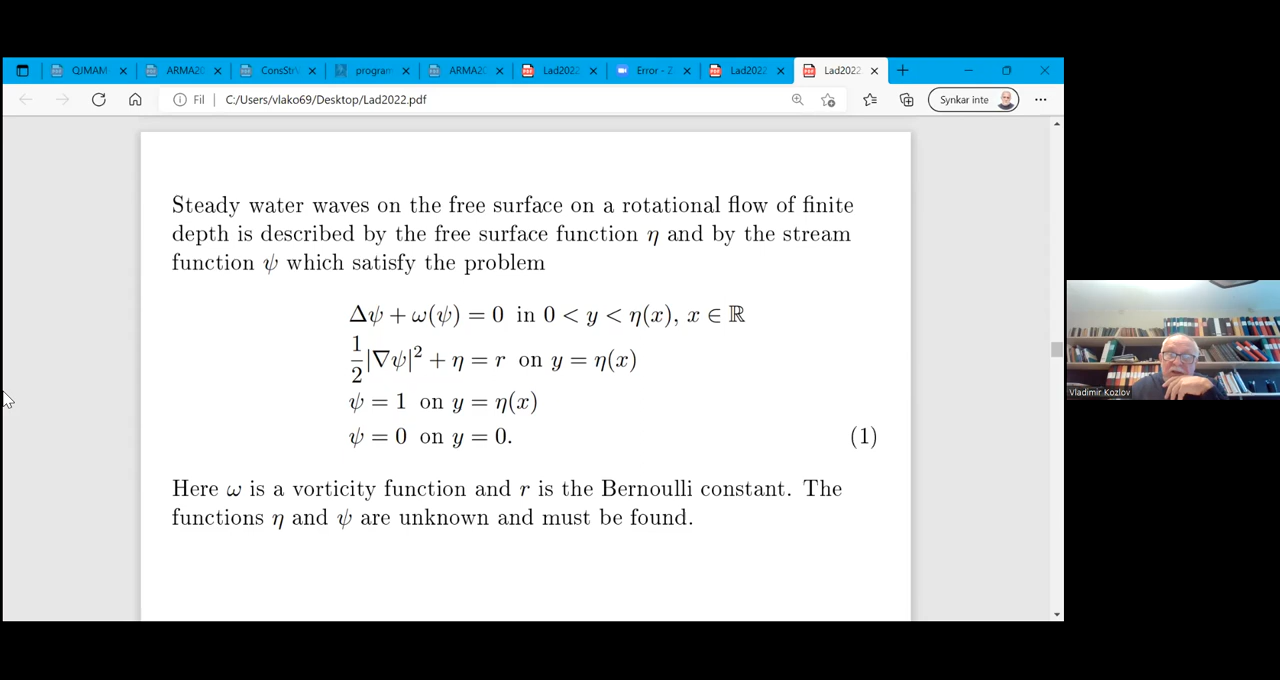 QJMAM
ARMA20
ConsStrV
program
ARMA20
Lad2022
Error - 2
Lad2022
Lad2022.
Fil
C:/Users/vlako69/Desktop/Lad2022.pdf
Synkar inte
Steady water waves on the free surface on a rotational flow of finite
depth is described by the free surface function η and by the stream
function ψ which satisfy the problem
Δψ + ω(ψ) = 0 in 0 < y < η(x), x ∈ ℝ
1/2|∇ψ|² + η = r on y = η(x)
ψ = 1 on y = η(x)
ψ = 0 on y = 0. (1)
Here ω is a vorticity function and r is the Bernoulli constant. The
functions η and ψ are unknown and must be found.
Vladimir Kozlov